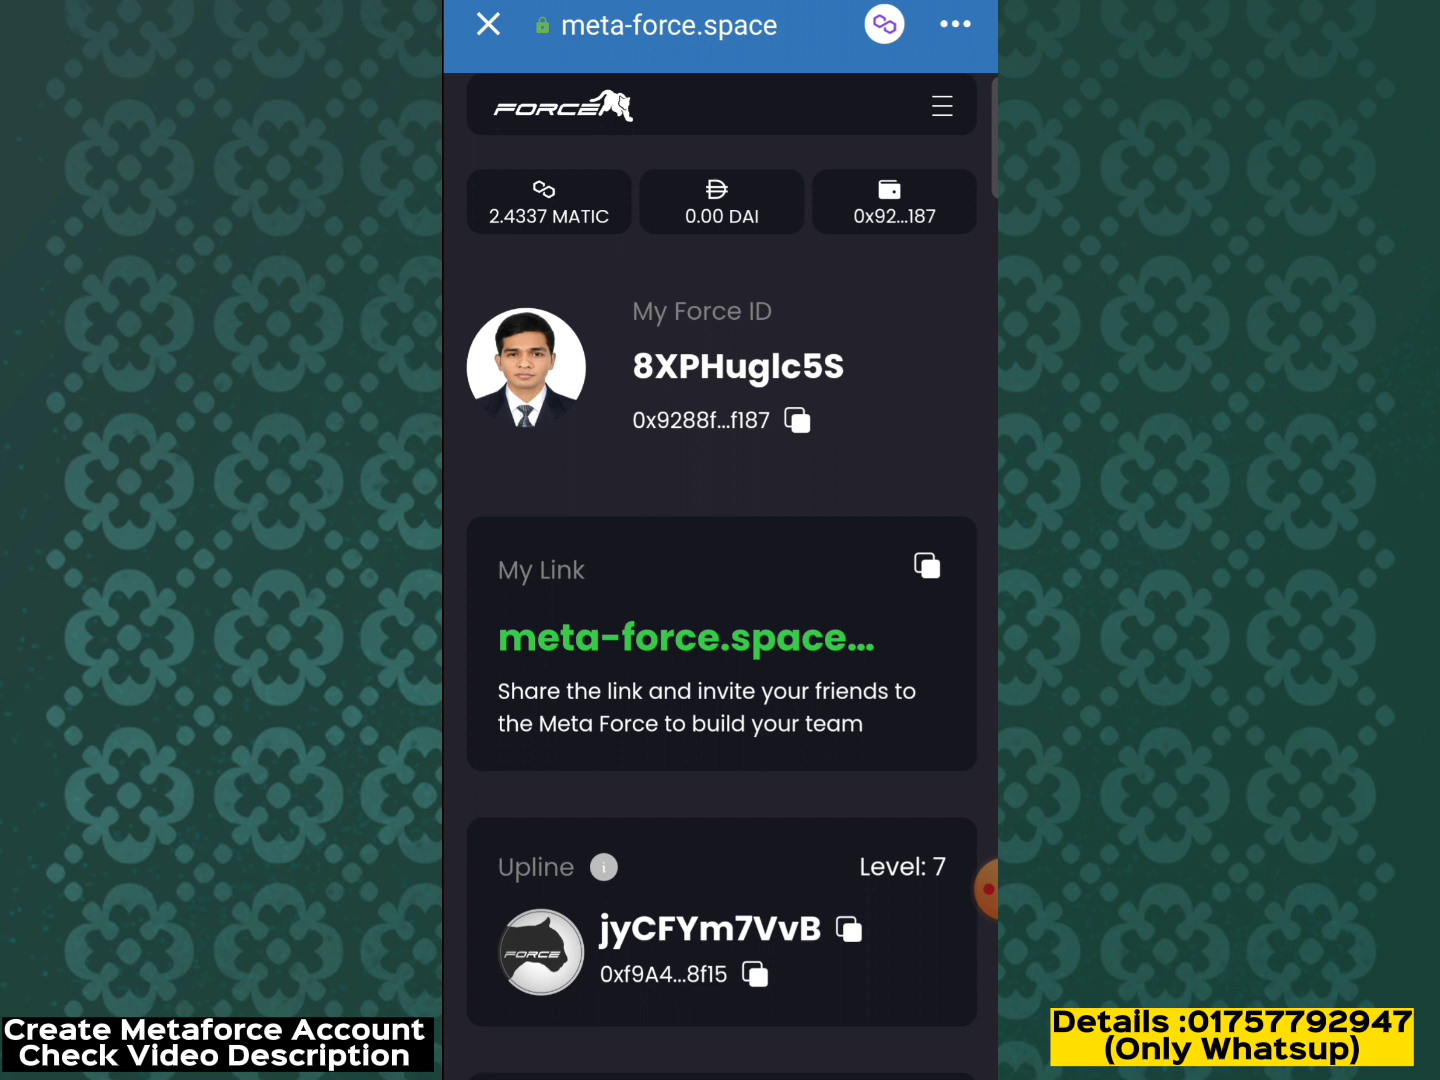 meta-force.space
FORCE
2.4337 MATIC
0.00 DAI
0x92...187
My Force ID
8XPHuglc5S
0x9288f...f187
My Link
meta-force.space...
Share the link and invite your friends to
the Meta Force to build your team
Upline i
Level: 7
FORCE
jyCFYm7VvB
0xf9A4...8f15
Create Metaforce Account
Check Video Description
Details :01757792947
(Only Whatsup)